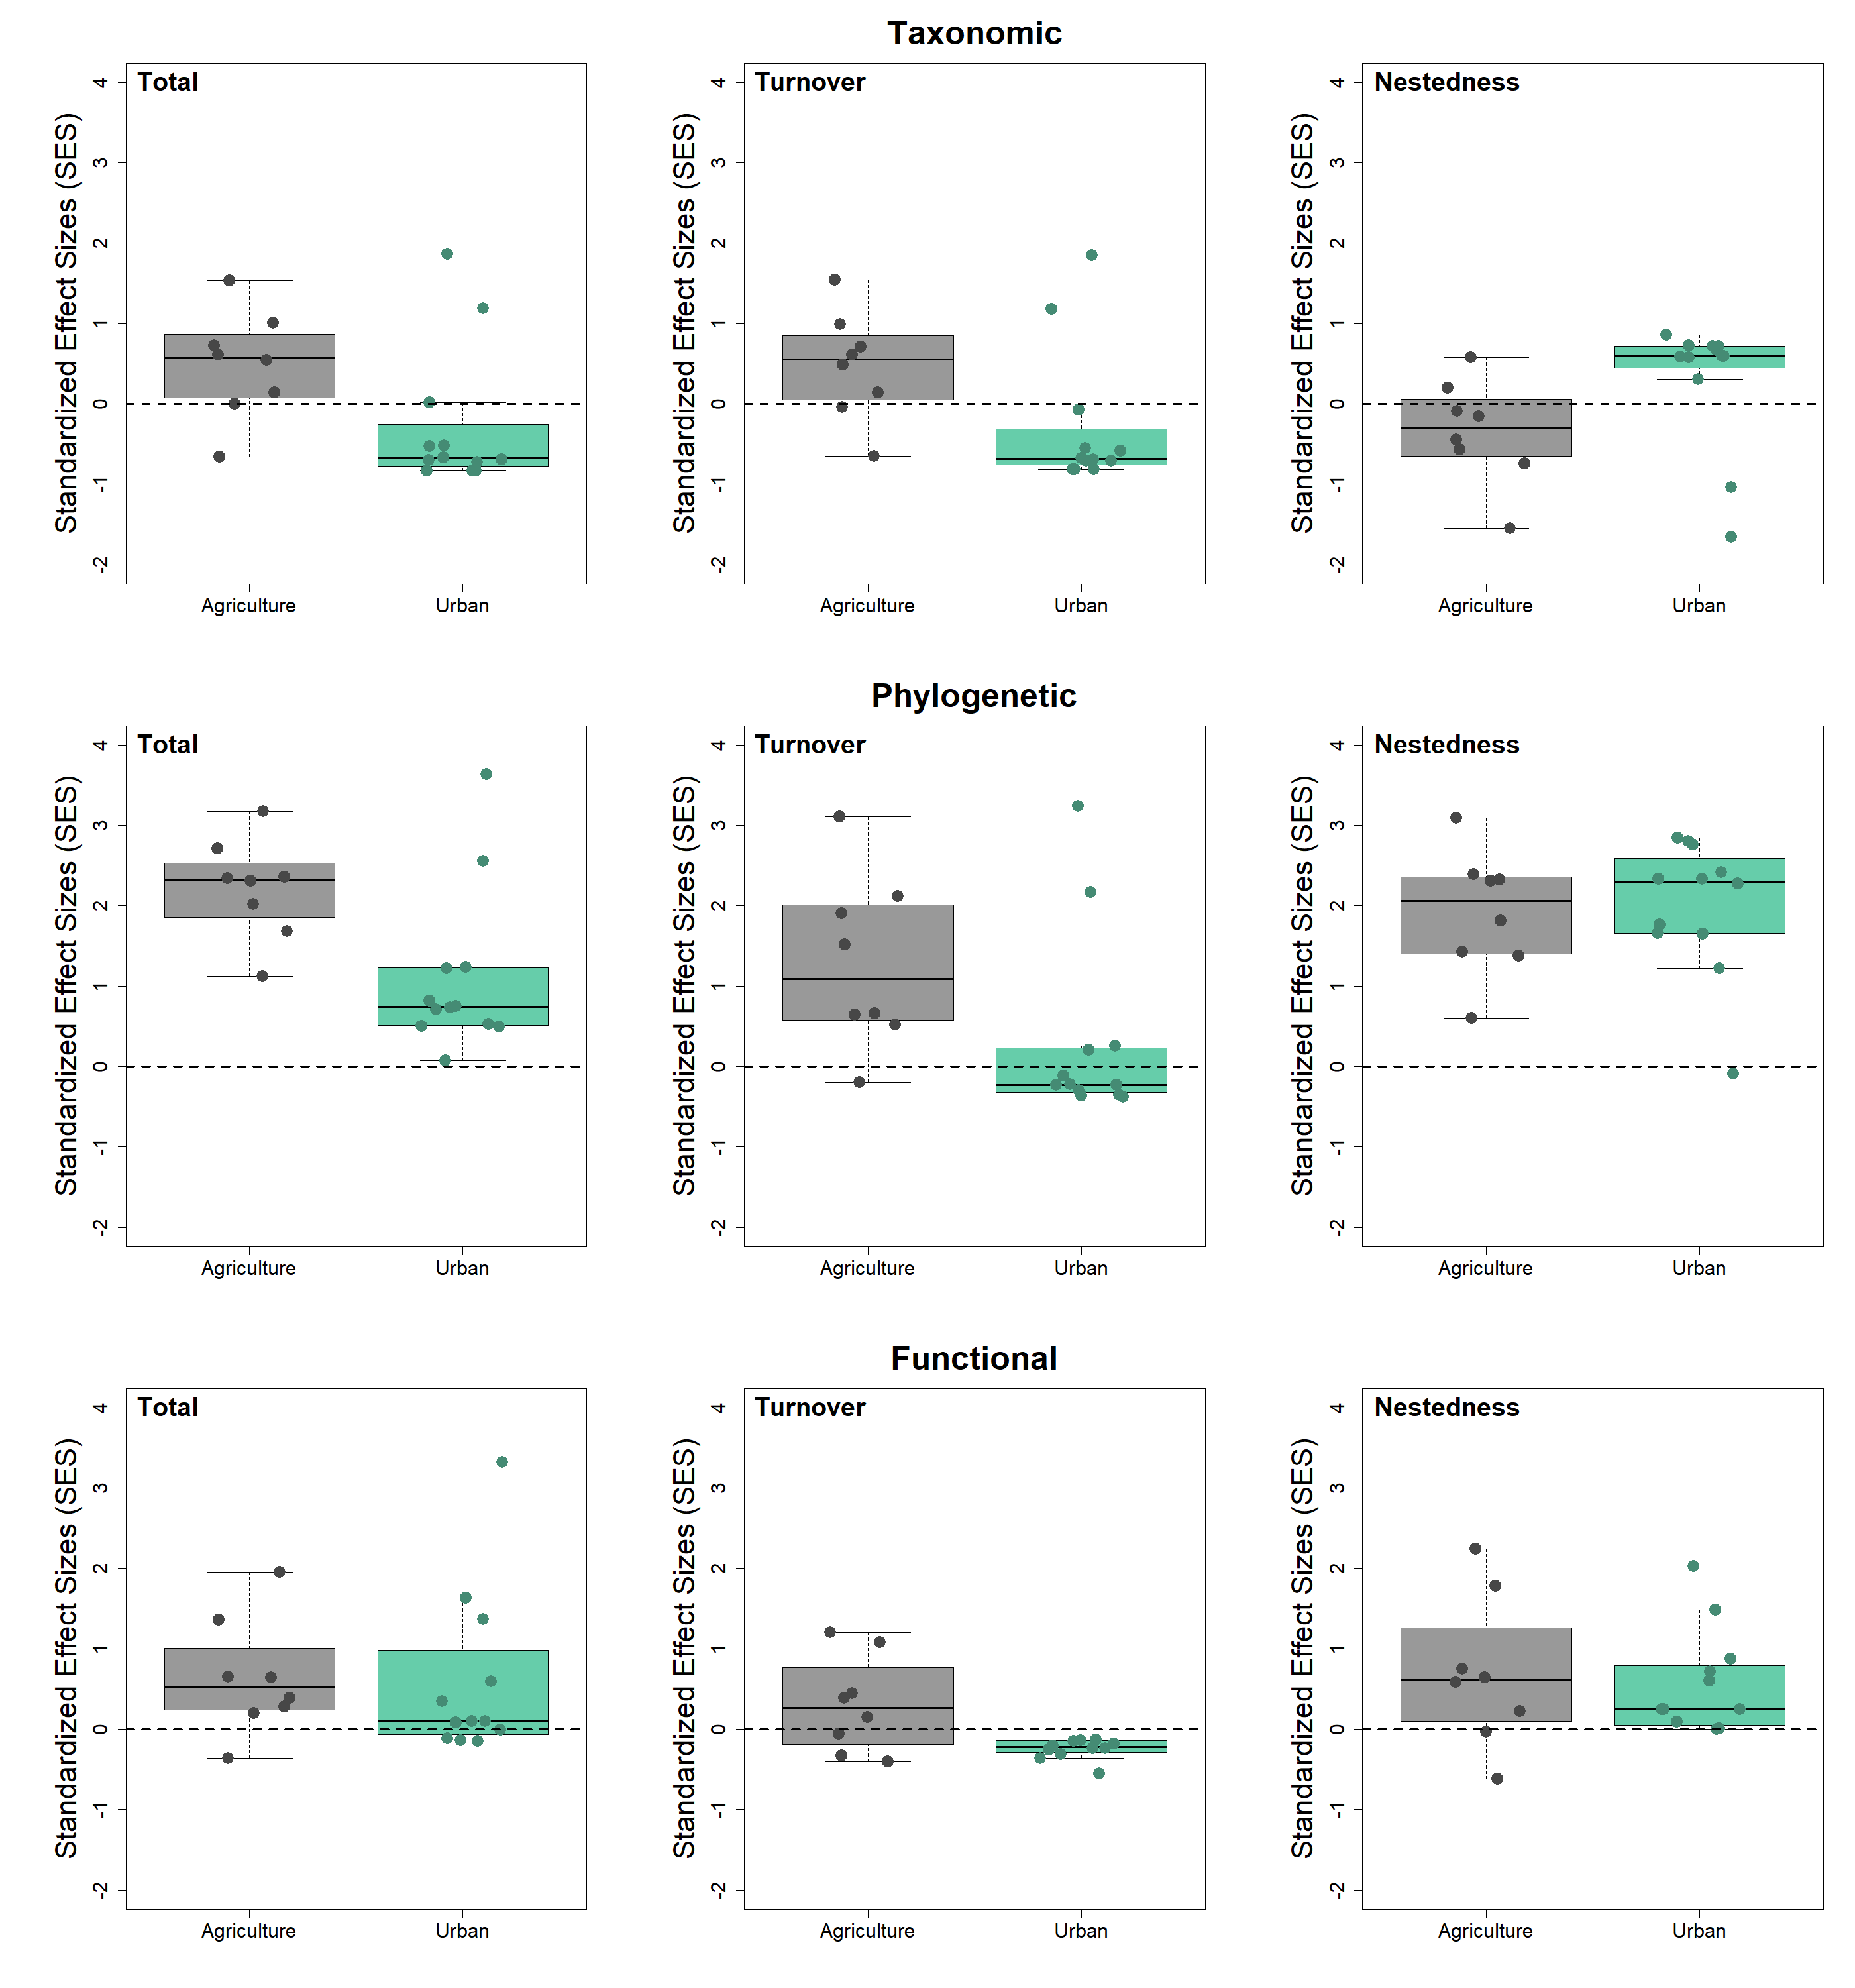 Taxonomic
Total
Turnover
Nestedness
Standardized Effect Sizes (SES)
4
3
2
1
0
-1
-2
Agriculture
Urban
Standardized Effect Sizes (SES)
4
3
2
1
0
-1
-2
Agriculture
Urban
Standardized Effect Sizes (SES)
4
3
2
1
0
-1
-2
Agriculture
Urban
Phylogenetic
Total
Turnover
Nestedness
Standardized Effect Sizes (SES)
4
3
2
1
0
-1
-2
Agriculture
Urban
Standardized Effect Sizes (SES)
4
3
2
1
0
-1
-2
Agriculture
Urban
Standardized Effect Sizes (SES)
4
3
2
1
0
-1
-2
Agriculture
Urban
Functional
Total
Turnover
Nestedness
Standardized Effect Sizes (SES)
4
3
2
1
0
-1
-2
Agriculture
Urban
Standardized Effect Sizes (SES)
4
3
2
1
0
-1
-2
Agriculture
Urban
Standardized Effect Sizes (SES)
4
3
2
1
0
-1
-2
Agriculture
Urban